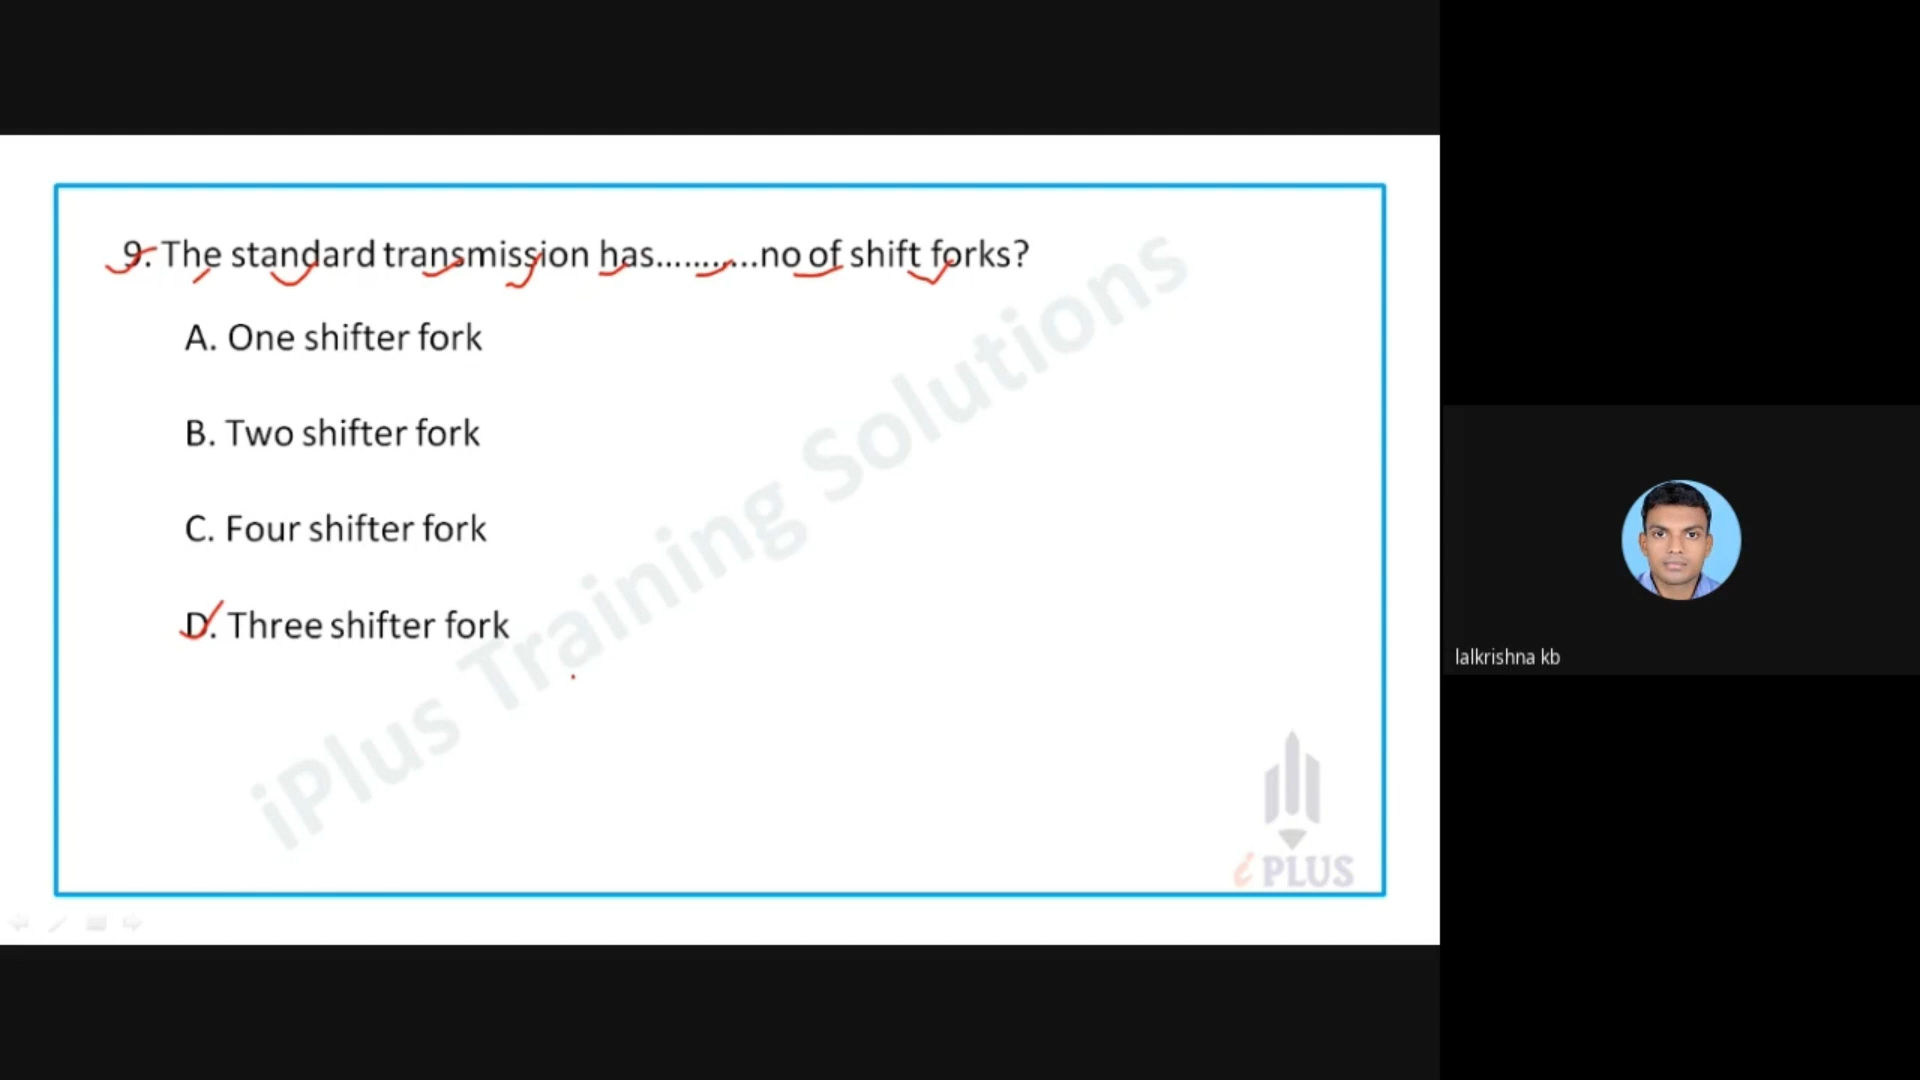 9. The standard transmission has...........no of shift forks?
A. One shifter fork
B. Two shifter fork
C. Four shifter fork
D. Three shifter fork
iPlus Training Solutions
i PLUS
lalkrishna kb